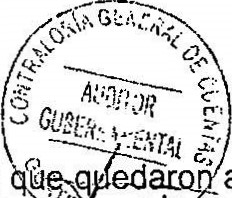 CONTRALORÍA GENERAL DE CUENTAS
AUDITOR
GUBERNAMENTAL
que quedaron a